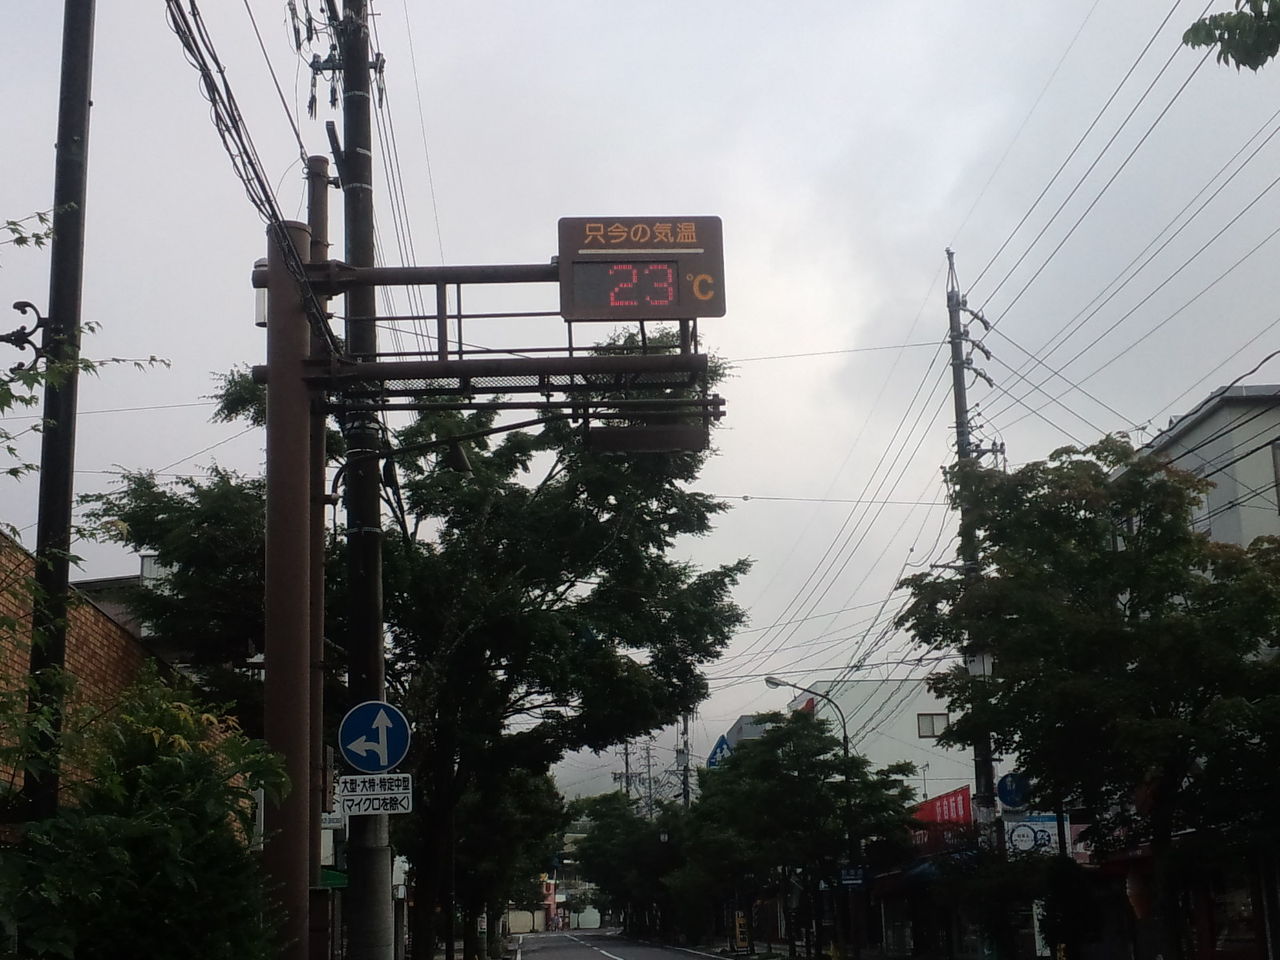 只今の気温
23 ℃
大型・大特・特定中型
(マイクロを除く)